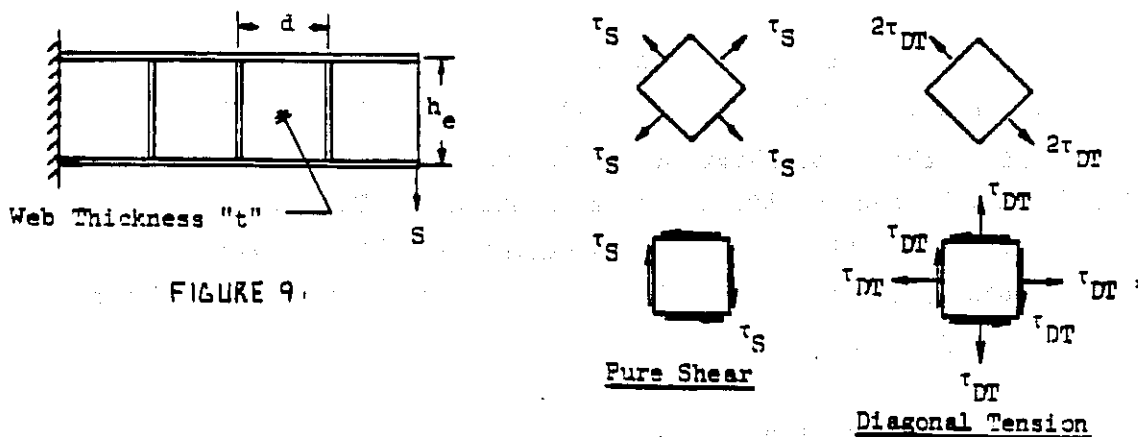 d
h_e
Web Thickness "t"
S
FIGURE 9.
τ_S
τ_S
τ_S
τ_S
τ_S
τ_S
Pure Shear
2τ_DT
2τ_DT
τ_DT
τ_DT
τ_DT
τ_DT
τ_DT
τ_DT
Diagonal Tension